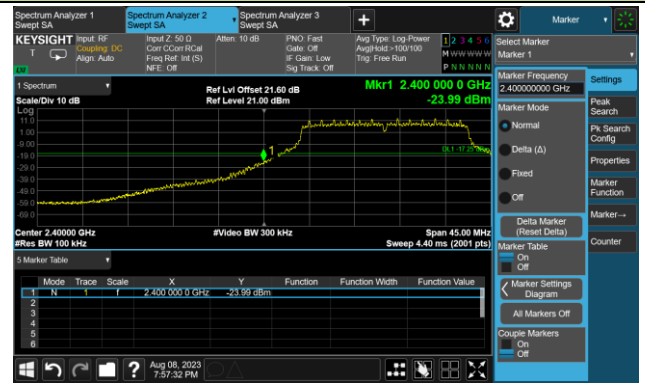 Spectrum Analyzer 1
Swept SA
Spectrum Analyzer 2
Swept SA
Spectrum Analyzer 3
Swept SA
Marker
KEYSIGHT
Input: RF
Coupling: DC
Align: Auto
Input Z: 50 Ω
Corr CCorr RCal
Freq Ref: Int (S)
NFE: Off
Atten: 10 dB
PNO: Fast
Gate: Off
IF Gain: Low
Sig Track: Off
Avg Type: Log-Power
Avg|Hold:>100/100
Trig: Free Run
1 2 3 4 5 6
M W W W W W
P N N N N N
Select Marker
Marker 1
1 Spectrum
Scale/Div 10 dB
Log
Ref Lvl Offset 21.60 dB
Ref Level 21.00 dBm
Mkr1 2.400 000 0 GHz
-23.99 dBm
11.0
1.00
-9.00
-19.0
-29.0
-39.0
-49.0
-59.0
-69.0
1
Center 2.40000 GHz
#Res BW 100 kHz
#Video BW 300 kHz
Span 45.00 MHz
Sweep 4.40 ms (2001 pts)
5 Marker Table
Mode Trace Scale X Y Function Function Width Function Value
1 N 1 f 2.400 000 0 GHz -23.99 dBm
2
3
4
5
6
Marker Frequency
2.400000000 GHz
Marker Mode
Normal
Delta (Δ)
Fixed
Off
Delta Marker
(Reset Delta)
Marker Table
On
Off
Marker Settings
Diagram
All Markers Off
Couple Markers
On
Off
Settings
Peak
Search
Pk Search
Config
Properties
Marker
Function
Marker→
Counter
?
Aug 08, 2023
7:57:32 PM